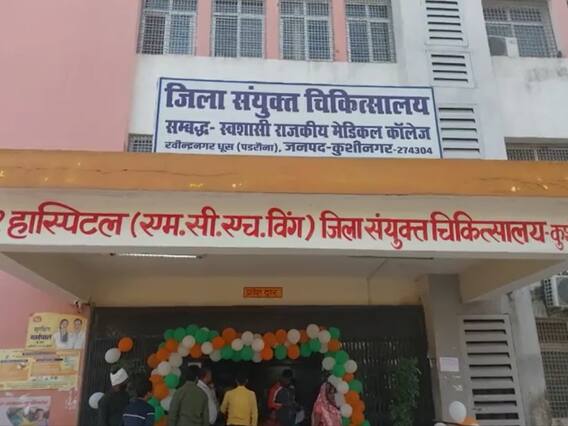 जिला संयुक्त चिकित्सालय
सम्बद्ध- स्वशासी राजकीय मेडिकल कॉलेज
रवीन्द्रनगर धूस (पडरौना), जनपद-कुशीनगर-274304
हास्पिटल (एम.सी.एच.विंग) जिला संयुक्त चिकित्सालय-कुश
प्रवेश द्वार